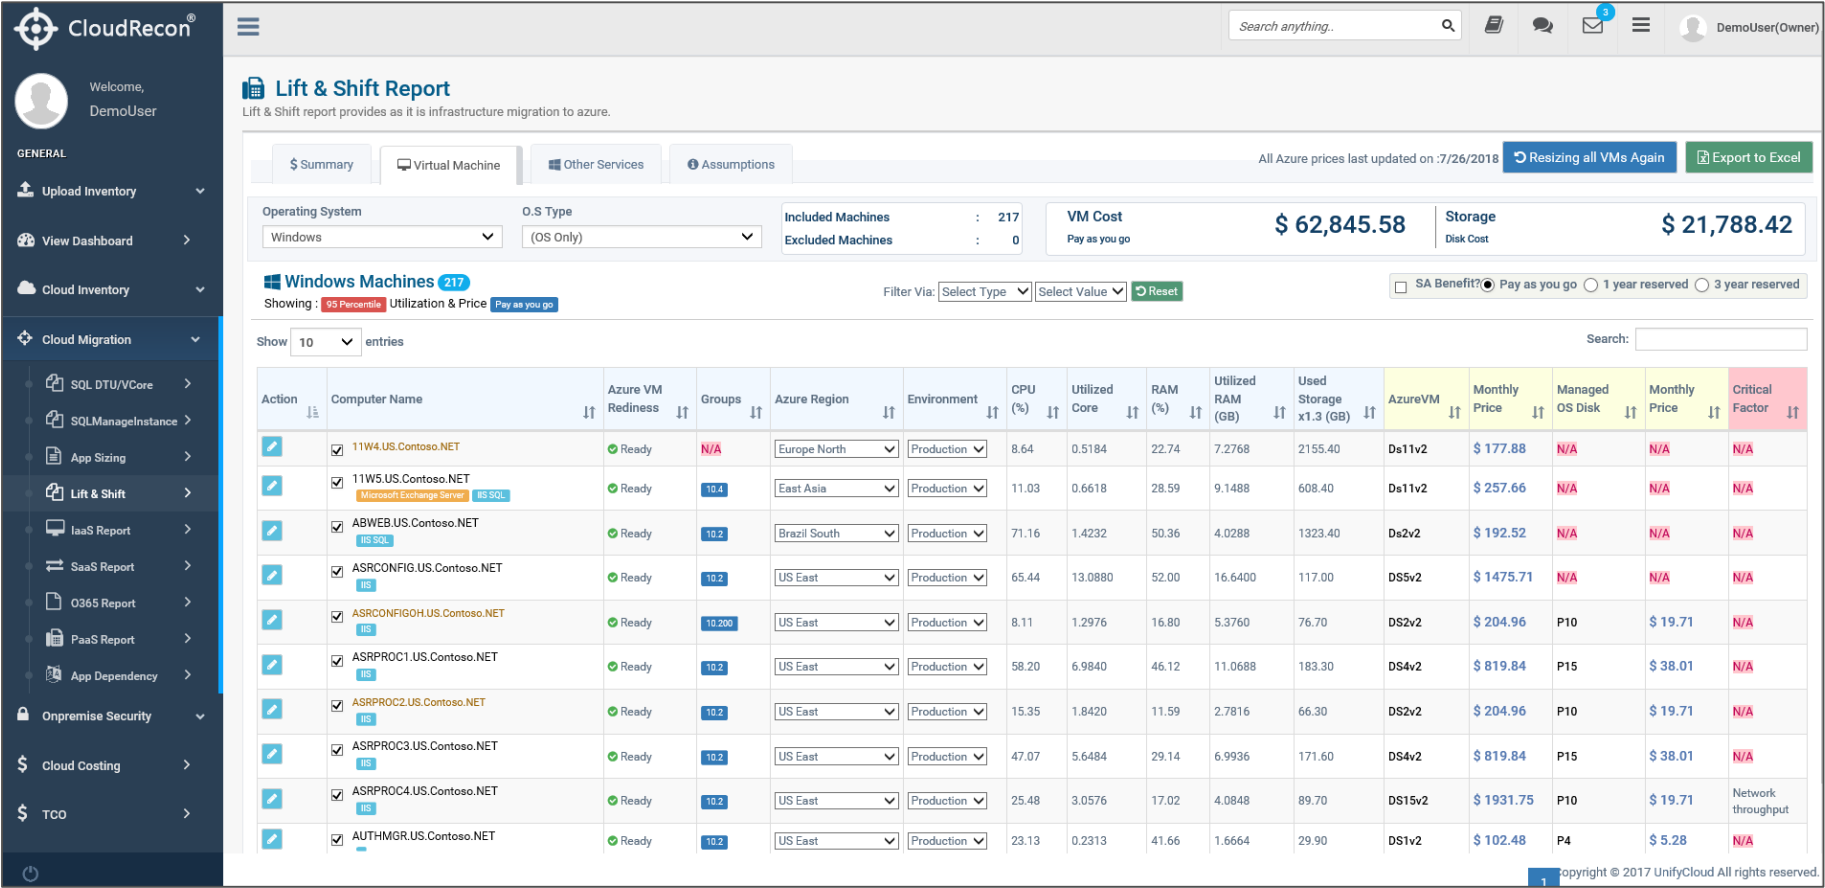 CloudRecon®
Search anything..
3
DemoUser(Owner)
Welcome,
DemoUser
GENERAL
Upload Inventory
View Dashboard
Cloud Inventory
Cloud Migration
SQL DTU/VCore
SQLManageInstance
App Sizing
Lift & Shift
IaaS Report
SaaS Report
O365 Report
PaaS Report
App Dependency
Onpremise Security
$ Cloud Costing
$ TCO
Lift & Shift Report
Lift & Shift report provides as it is infrastructure migration to azure.
$ Summary Virtual Machine Other Services Assumptions
All Azure prices last updated on :7/26/2018 Resizing all VMs Again Export to Excel
Operating System O.S Type
Windows (OS Only)
Included Machines : 217
Excluded Machines : 0
VM Cost
Pay as you go
$ 62,845.58
Storage
Disk Cost
$ 21,788.42
Windows Machines 217
Showing : 95 Percentile Utilization & Price Pay as you go
Filter Via: Select Type Select Value Reset
SA Benefit? Pay as you go 1 year reserved 3 year reserved
Show 10 entries
Search:
Action Computer Name Azure VM Rediness Groups Azure Region Environment CPU (%) Utilized Core RAM (%) Utilized RAM (GB) Used Storage x1.3 (GB) AzureVM Monthly Price Managed OS Disk Monthly Price Critical Factor
11W4.US.Contoso.NET Ready N/A Europe North Production 8.64 0.5184 22.74 7.2768 2155.40 Ds11v2 $ 177.88 N/A N/A N/A
11W5.US.Contoso.NET Ready 10.4 East Asia Production 11.03 0.6618 28.59 9.1488 608.40 Ds11v2 $ 257.66 N/A N/A N/A
Microsoft Exchange Server IIS SQL
ABWEB.US.Contoso.NET Ready 10.2 Brazil South Production 71.16 1.4232 50.36 4.0288 1323.40 Ds2v2 $ 192.52 N/A N/A N/A
IIS SQL
ASRCONFIG.US.Contoso.NET Ready 10.2 US East Production 65.44 13.0880 52.00 16.6400 117.00 DS5v2 $ 1475.71 N/A N/A N/A
IIS
ASRCONFIGOH.US.Contoso.NET Ready 10.200 US East Production 8.11 1.2976 16.80 5.3760 76.70 DS2v2 $ 204.96 P10 $ 19.71 N/A
IIS
ASRPROC1.US.Contoso.NET Ready 10.2 US East Production 58.20 6.9840 46.12 11.0688 183.30 DS4v2 $ 819.84 P15 $ 38.01 N/A
IIS
ASRPROC2.US.Contoso.NET Ready 10.2 US East Production 15.35 1.8420 11.59 2.7816 66.30 DS2v2 $ 204.96 P10 $ 19.71 N/A
IIS
ASRPROC3.US.Contoso.NET Ready 10.2 US East Production 47.07 5.6484 29.14 6.9936 171.60 DS4v2 $ 819.84 P15 $ 38.01 N/A
IIS
ASRPROC4.US.Contoso.NET Ready 10.2 US East Production 25.48 3.0576 17.02 4.0848 89.70 DS15v2 $ 1931.75 P10 $ 19.71 Network throughput
IIS
AUTHMGR.US.Contoso.NET Ready 10.2 US East Production 23.13 0.2313 41.66 1.6664 29.90 DS1v2 $ 102.48 P4 $ 5.28 N/A
1
opyright © 2017 UnifyCloud All rights reserved.